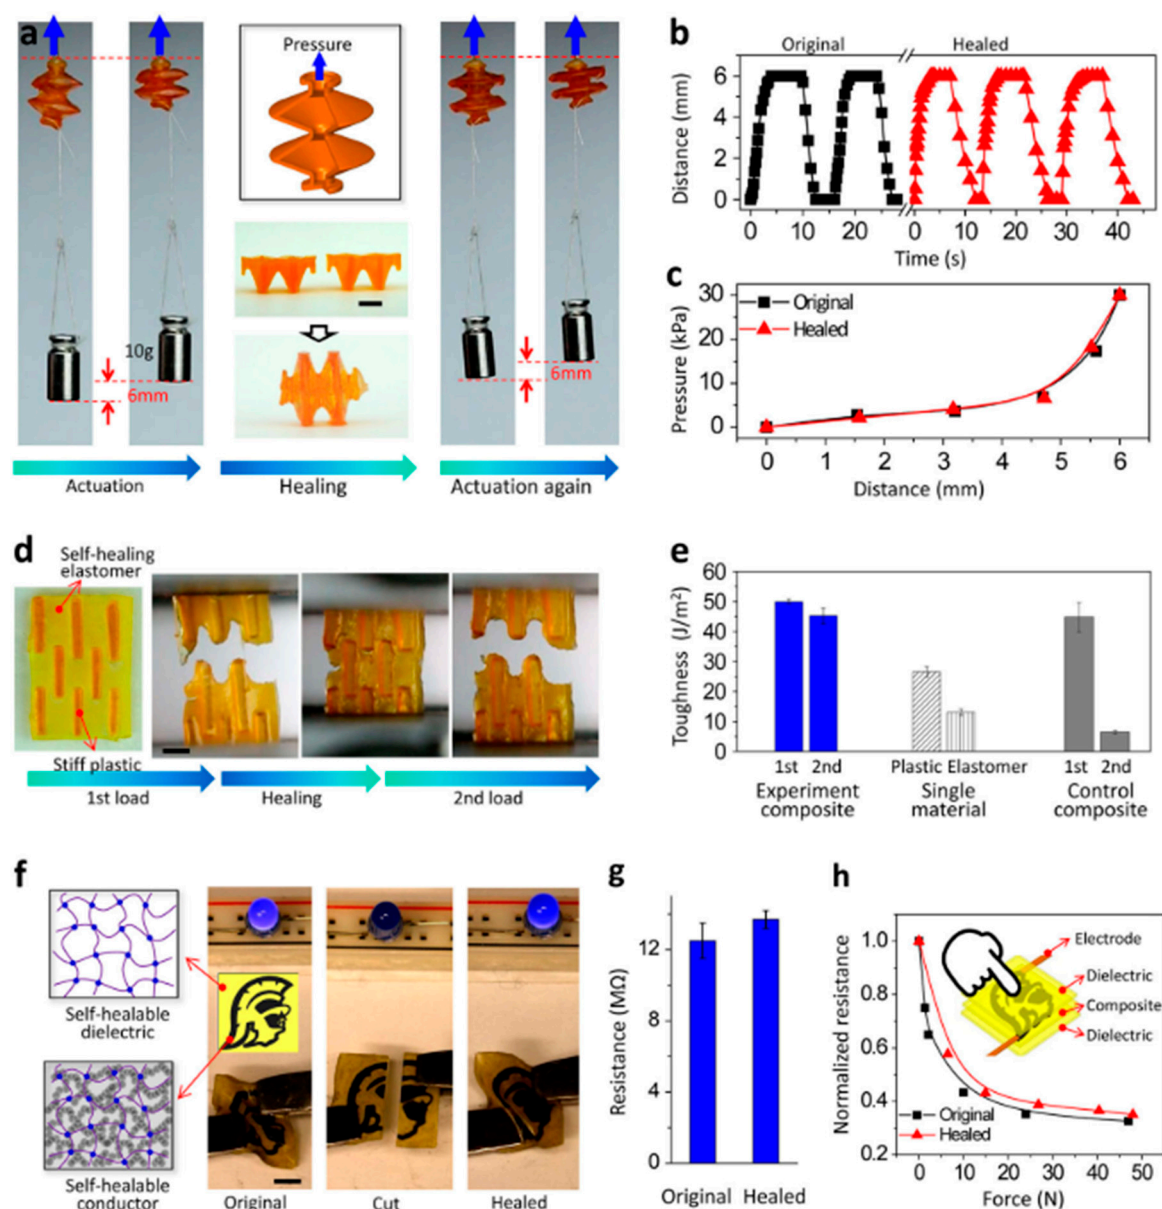 a
Pressure
10g
6mm
6mm
Actuation
Healing
Actuation again
b
Original
Healed
Distance (mm)
6
4
2
0
0 10 20 0 10 20 30 40
Time (s)
c
Original
Healed
Pressure (kPa)
30
20
10
0
0 1 2 3 4 5 6
Distance (mm)
d
Self-healing
elastomer
Stiff plastic
1st load
Healing
2nd load
e
Toughness (J/m²)
60
50
40
30
20
10
0
1st 2nd
Experiment
composite
Plastic Elastomer
Single
material
1st 2nd
Control
composite
f
Self-healable
dielectric
Self-healable
conductor
Original
Cut
Healed
g
Resistance (MΩ)
12
8
4
0
Original Healed
h
Normalized resistance
1.0
0.8
0.6
0.4
0.2
Electrode
Dielectric
Composite
Dielectric
Original
Healed
0 10 20 30 40 50
Force (N)